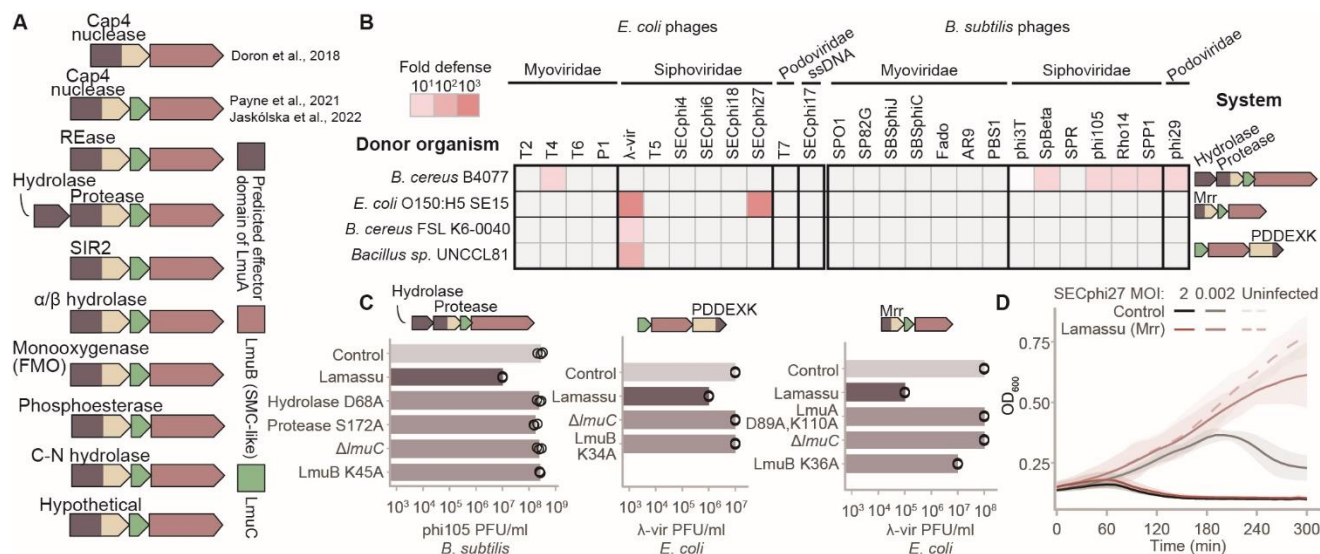 A
Cap4
nuclease
Doron et al., 2018
Cap4
nuclease
Payne et al., 2021
Jaskólska et al., 2022
REase
Hydrolase
Protease
SIR2
α/β hydrolase
Monooxygenase
(FMO)
Phosphoesterase
C-N hydrolase
Hypothetical
Predicted effector
domain of LmuA
LmuB (SMC-like)
LmuC
B
E. coli phages
B. subtilis phages
Fold defense
10¹ 10² 10³
Myoviridae
Siphoviridae
Podoviridae
ssDNA
Myoviridae
Siphoviridae
Podoviridae
System
Donor organism
T2
T4
T6
P1
λ-vir
T5
SECphi4
SECphi6
SECphi18
SECphi27
T7
SECphi17
SPO1
SP82G
SBSphiJ
SBSphiC
Fado
AR9
PBS1
phi3T
SpBeta
SPR
phi105
Rho14
SPP1
phi29
B. cereus B4077
E. coli O150:H5 SE15
B. cereus FSL K6-0040
Bacillus sp. UNCCL81
Hydrolase
Protease
Mrr
PDDEXK
C
Hydrolase
Protease
Control
Lamassu
Hydrolase D68A
Protease S172A
ΔlmuC
LmuB K45A
10³ 10⁴ 10⁵ 10⁶ 10⁷ 10⁸ 10⁹
phi105 PFU/ml
B. subtilis
PDDEXK
Control
Lamassu
ΔlmuC
LmuB
K34A
10³ 10⁴ 10⁵ 10⁶ 10⁷
λ-vir PFU/ml
E. coli
Mrr
Control
Lamassu
LmuA
D89A,K110A
ΔlmuC
LmuB K36A
10³ 10⁴ 10⁵ 10⁶ 10⁷ 10⁸
λ-vir PFU/ml
E. coli
D
SECphi27 MOI: 2 0.002 Uninfected
Control
Lamassu (Mrr)
OD₆₀₀
0.75
0.50
0.25
0 60 120 180 240 300
Time (min)